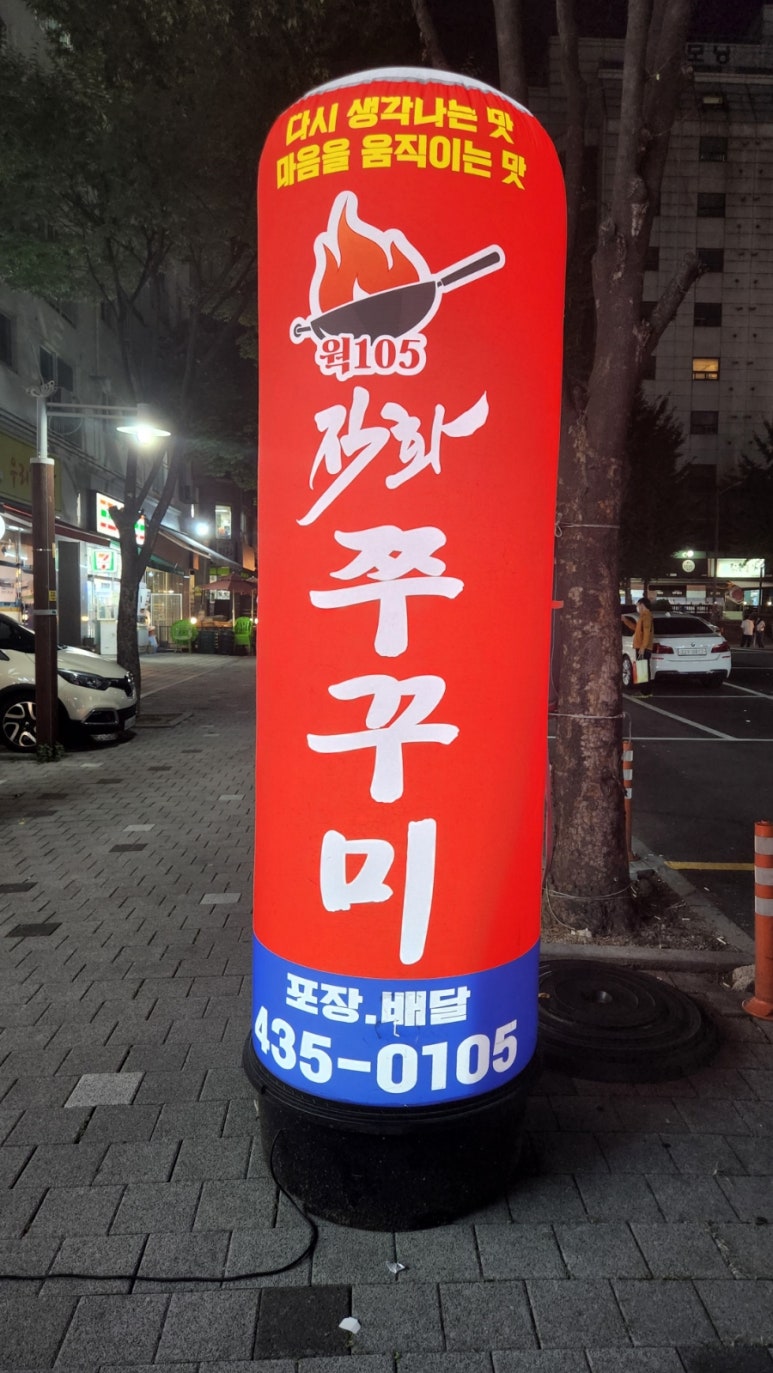 다시 생각나는 맛
마음을 움직이는 맛
웍105
직화
쭈
꾸
미
포장.배달
435-0105